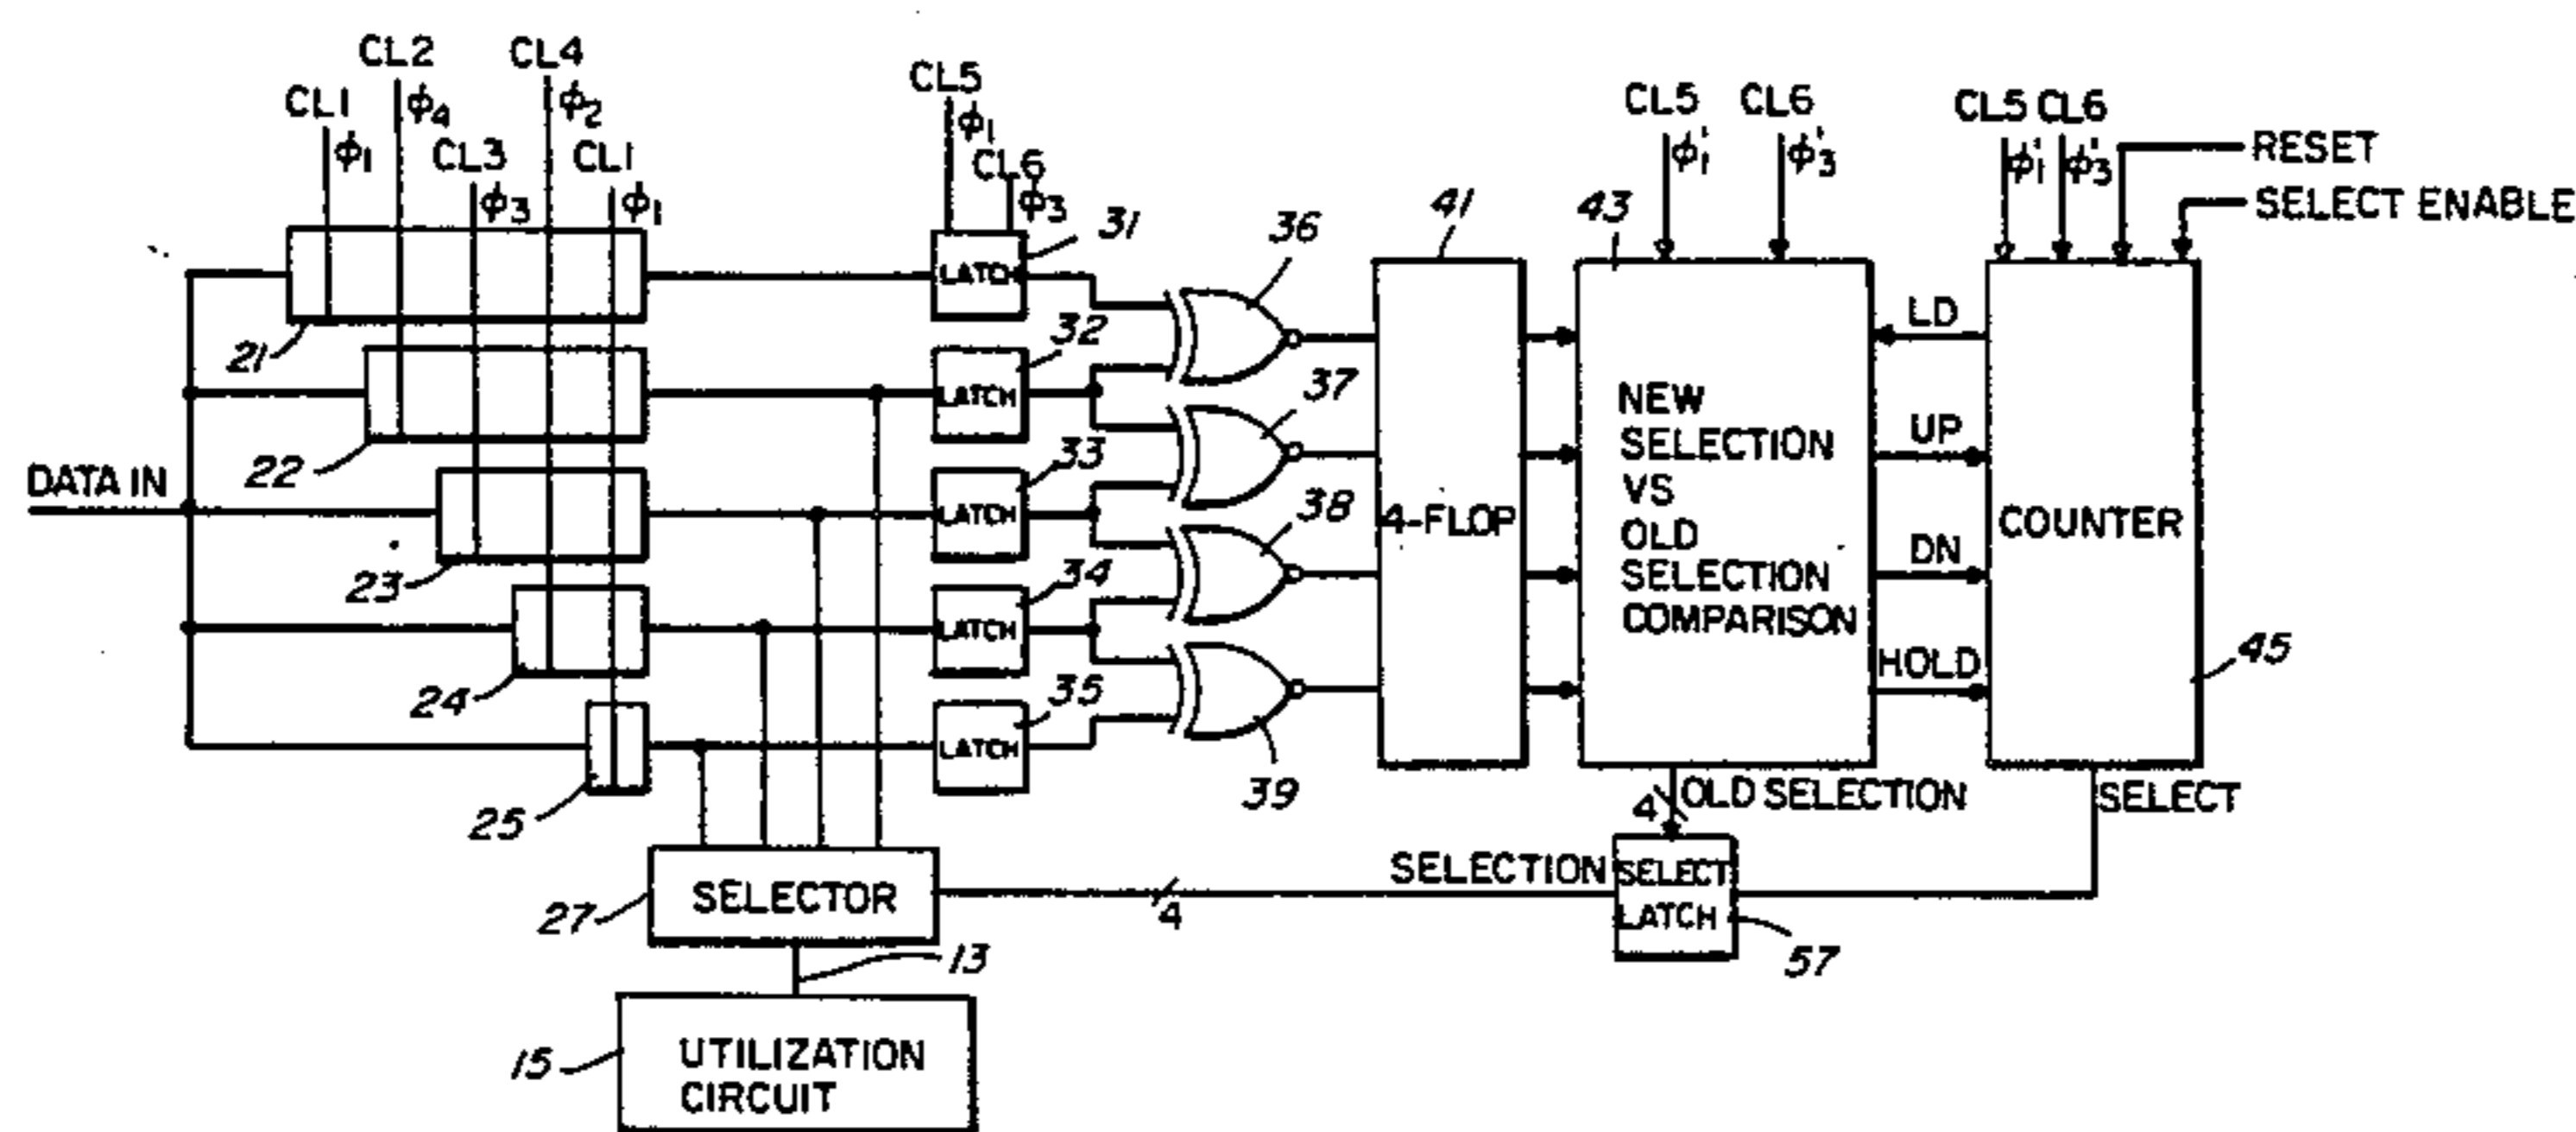 CL2
CL4
CL5
CL1
ϕ4
ϕ2
CL5
CL6
CL5 CL6
ϕ1
CL3
CL1
ϕ1
CL6
ϕ1'
ϕ3'
ϕ1'
ϕ3'
RESET
ϕ3
ϕ1
ϕ3
31
36
41
43
SELECT ENABLE
LATCH
LD
21
32
37
NEW
SELECTION
VS
OLD
SELECTION
COMPARISON
UP
LATCH
22
33
38
DATA IN
LATCH
4-FLOP
COUNTER
DN
23
34
LATCH
HOLD
45
24
35
LATCH
39
25
4
OLD SELECTION
SELECT
SELECTOR
27
4
SELECTION
SELECT
LATCH
57
13
15
UTILIZATION
CIRCUIT